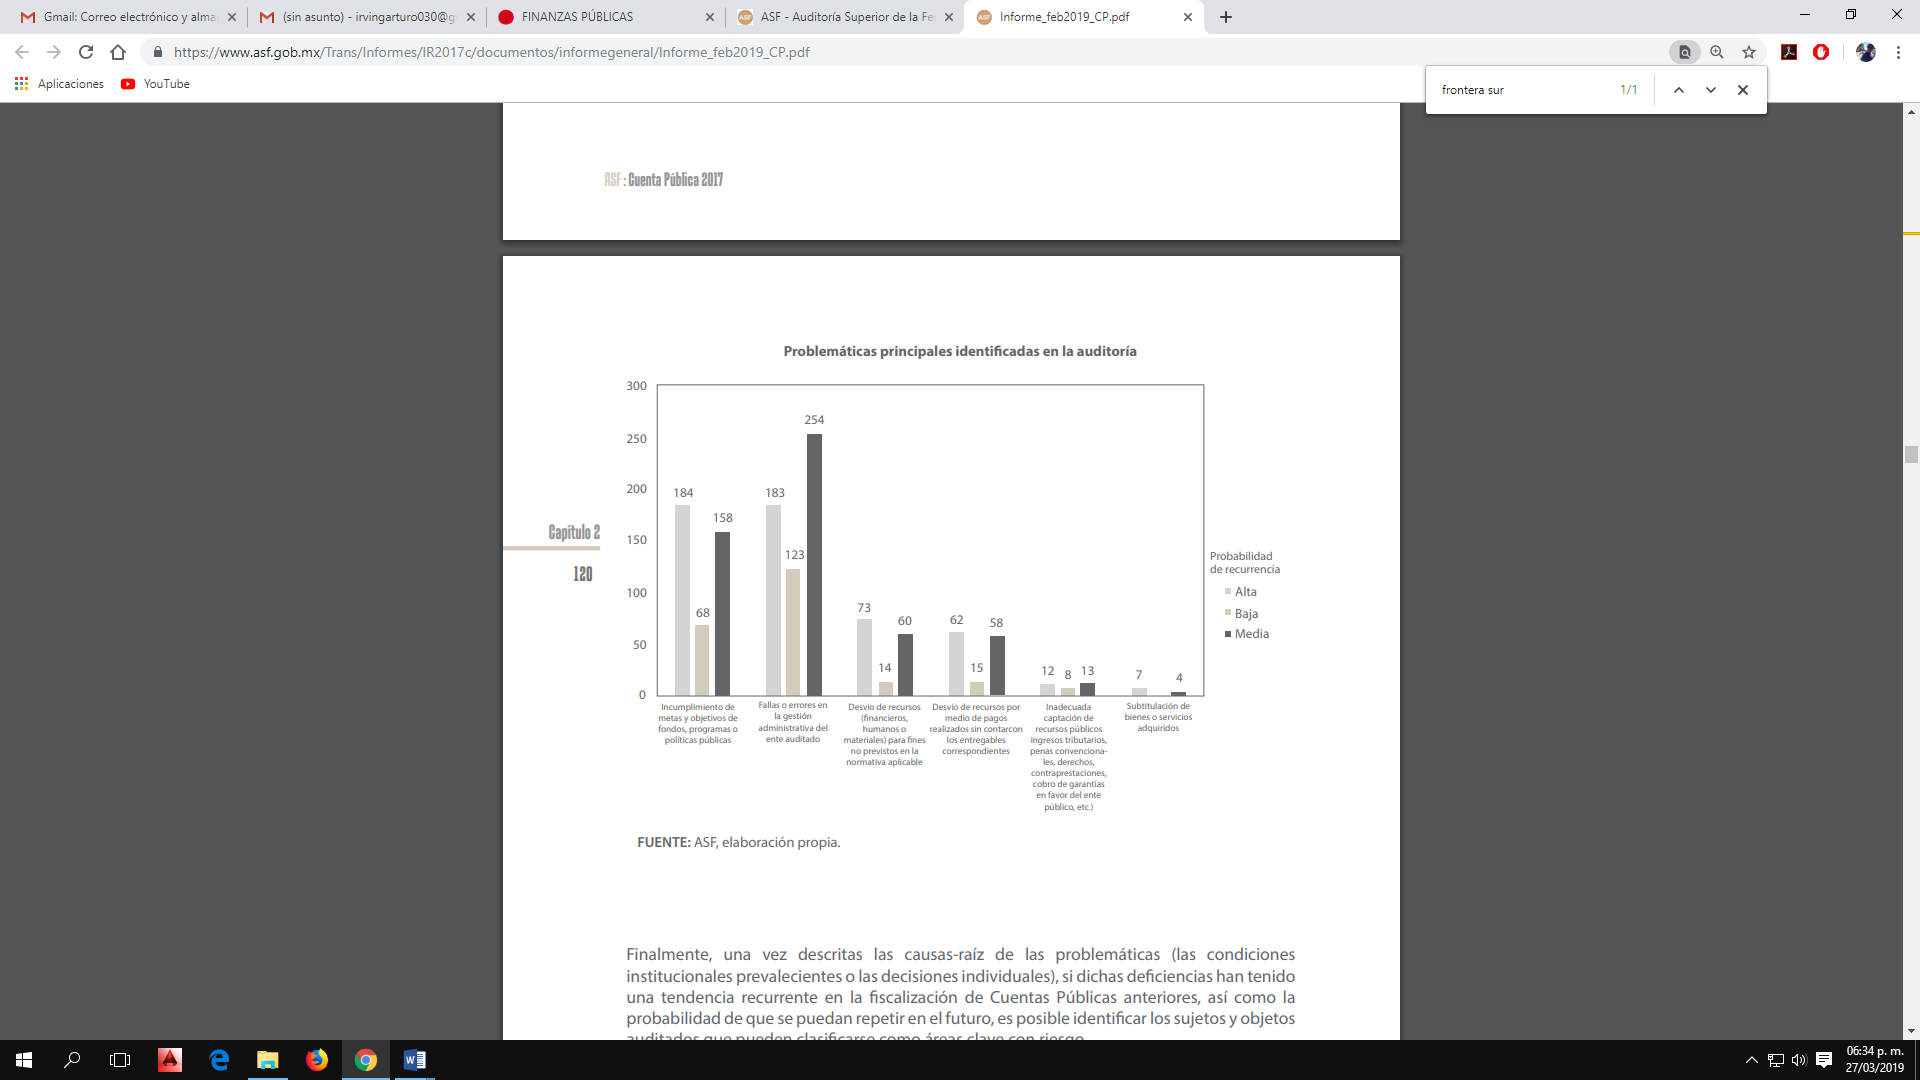 Gmail: Correo electrónico y alma
(sin asunto) - irvingarturo030@g
FINANZAS PÚBLICAS
ASF - Auditoría Superior de la Fe
Informe_feb2019_CP.pdf
https://www.asf.gob.mx/Trans/Informes/IR2017c/documentos/informegeneral/Informe_feb2019_CP.pdf
Aplicaciones
YouTube
frontera sur
1/1
ASF : Cuenta Pública 2017
Capítulo 2
120
Problemáticas principales identificadas en la auditoría
300
250
200
150
100
50
0
184
68
158
183
123
254
73
14
60
62
15
58
12
8
13
7
4
Incumplimiento de
metas y objetivos de
fondos, programas o
políticas públicas
Fallas o errores en
la gestión
administrativa del
ente auditado
Desvío de recursos
(financieros,
humanos o
materiales) para fines
no previstos en la
normativa aplicable
Desvío de recursos por
medio de pagos
realizados sin contarcon
los entregables
correspondientes
Inadecuada
captación de
recursos públicos
ingresos tributarios,
penas convenciona-
les, derechos,
contraprestaciones,
cobro de garantías
en favor del ente
público, etc.)
Subtitulación de
bienes o servicios
adquiridos
Probabilidad
de recurrencia
Alta
Baja
Media
FUENTE: ASF, elaboración propia.
Finalmente, una vez descritas las causas-raíz de las problemáticas (las condiciones
institucionales prevalecientes o las decisiones individuales), si dichas deficiencias han tenido
una tendencia recurrente en la fiscalización de Cuentas Públicas anteriores, así como la
probabilidad de que se puedan repetir en el futuro, es posible identificar los sujetos y objetos
auditados que pueden clasificarse como áreas clave con riesgo.
06:34 p. m.
27/03/2019